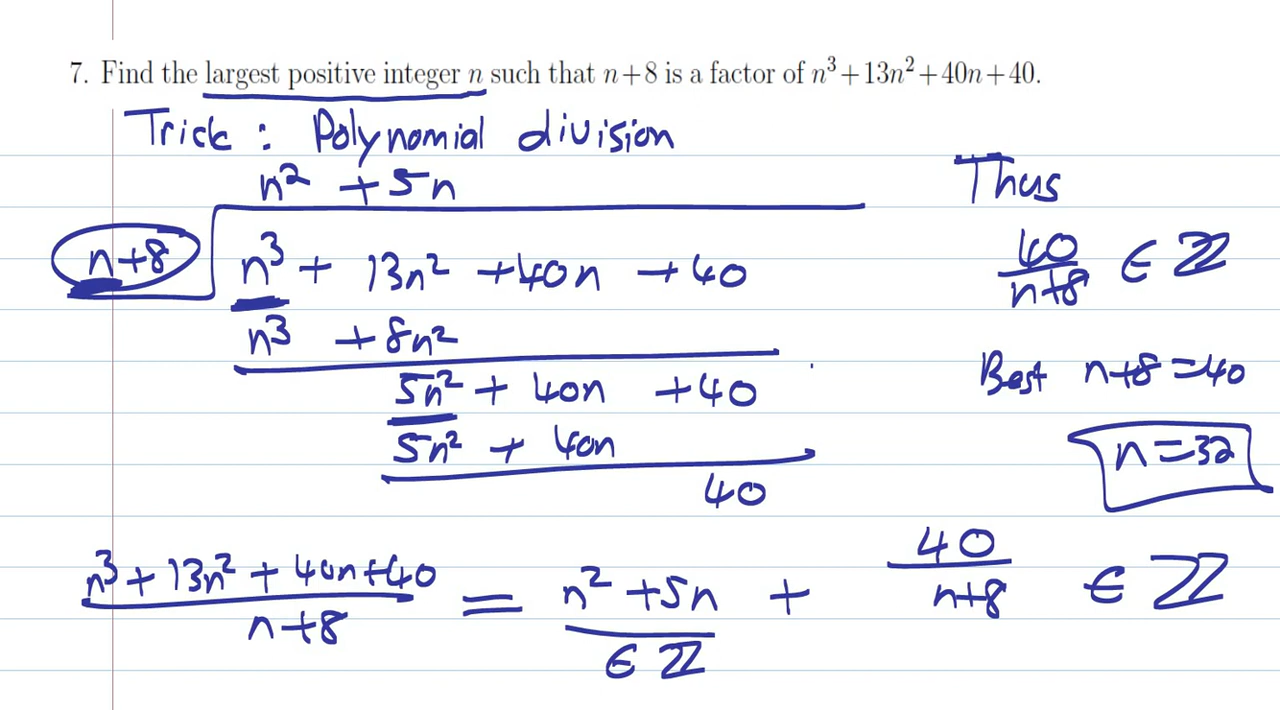 7. Find the largest positive integer n such that n+8 is a factor of n³+13n²+40n+40.
Trick : Polynomial division
n² + 5n
n+8
n³ + 13n² +40n +40
n³ + 8n²
5n² + 40n +40
5n² + 40n
40
n³ + 13n² + 40n+40 / n+8 = n² +5n + 40 / n+8 ∈ ℤ
∈ ℤ
Thus
40 / n+8 ∈ ℤ
Best n+8 =40
n=32